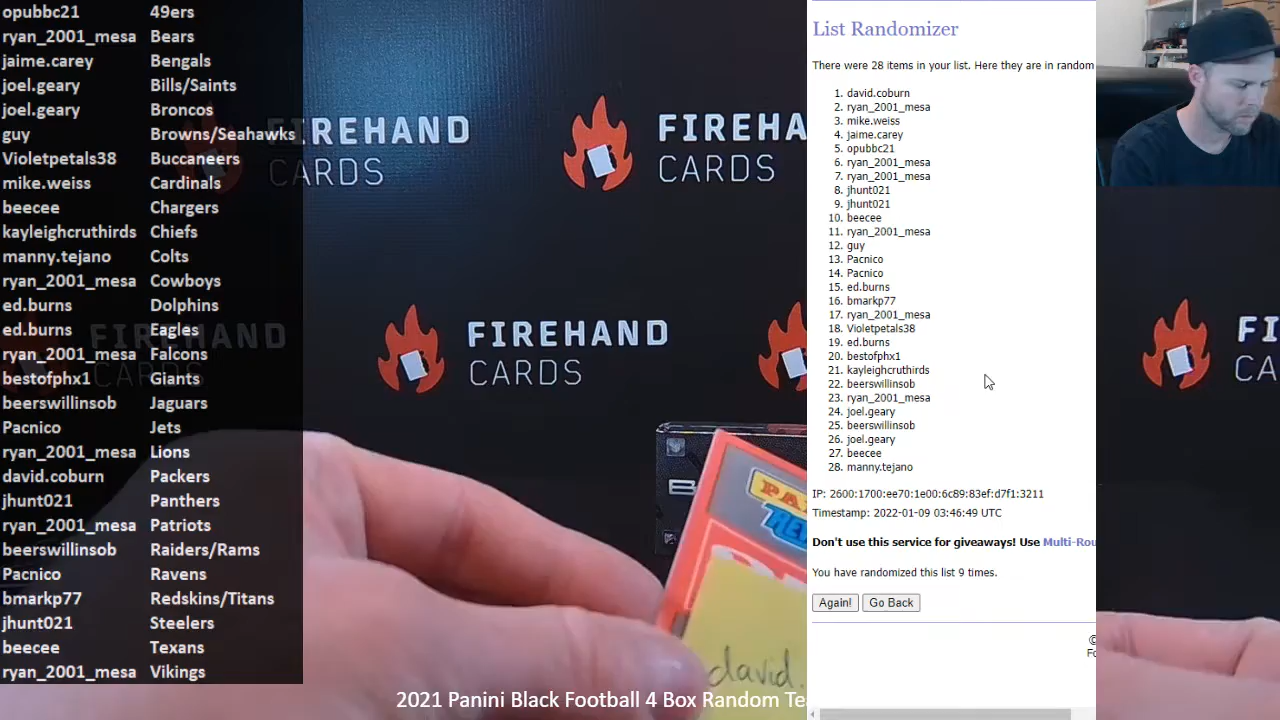 opubbc21 49ers
ryan_2001_mesa Bears
jaime.carey Bengals
joel.geary Bills/Saints
joel.geary Broncos
guy Browns/Seahawks
Violetpetals38 Buccaneers
mike.weiss Cardinals
beecee Chargers
kayleighcruthirds Chiefs
manny.tejano Colts
ryan_2001_mesa Cowboys
ed.burns Dolphins
ed.burns Eagles
ryan_2001_mesa Falcons
bestofphx1 Giants
beerswillinsob Jaguars
Pacnico Jets
ryan_2001_mesa Lions
david.coburn Packers
jhunt021 Panthers
ryan_2001_mesa Patriots
beerswillinsob Raiders/Rams
Pacnico Ravens
bmarkp77 Redskins/Titans
jhunt021 Steelers
beecee Texans
ryan_2001_mesa Vikings
FIREHAND
CARDS
FIREHA
CARDS
FIREHAND
CARDS
FIREHAND
CARDS
david.
2021 Panini Black Football 4 Box Random Te
List Randomizer
There were 28 items in your list. Here they are in random
1. david.coburn
2. ryan_2001_mesa
3. mike.weiss
4. jaime.carey
5. opubbc21
6. ryan_2001_mesa
7. ryan_2001_mesa
8. jhunt021
9. jhunt021
10. beecee
11. ryan_2001_mesa
12. guy
13. Pacnico
14. Pacnico
15. ed.burns
16. bmarkp77
17. ryan_2001_mesa
18. Violetpetals38
19. ed.burns
20. bestofphx1
21. kayleighcruthirds
22. beerswillinsob
23. ryan_2001_mesa
24. joel.geary
25. beerswillinsob
26. joel.geary
27. beecee
28. manny.tejano
IP: 2600:1700:ee70:1e00:6c89:83ef:d7f1:3211
Timestamp: 2022-01-09 03:46:49 UTC
Don't use this service for giveaways! Use Multi-Rou
You have randomized this list 9 times.
Again! Go Back
©
Fo
FI
CA